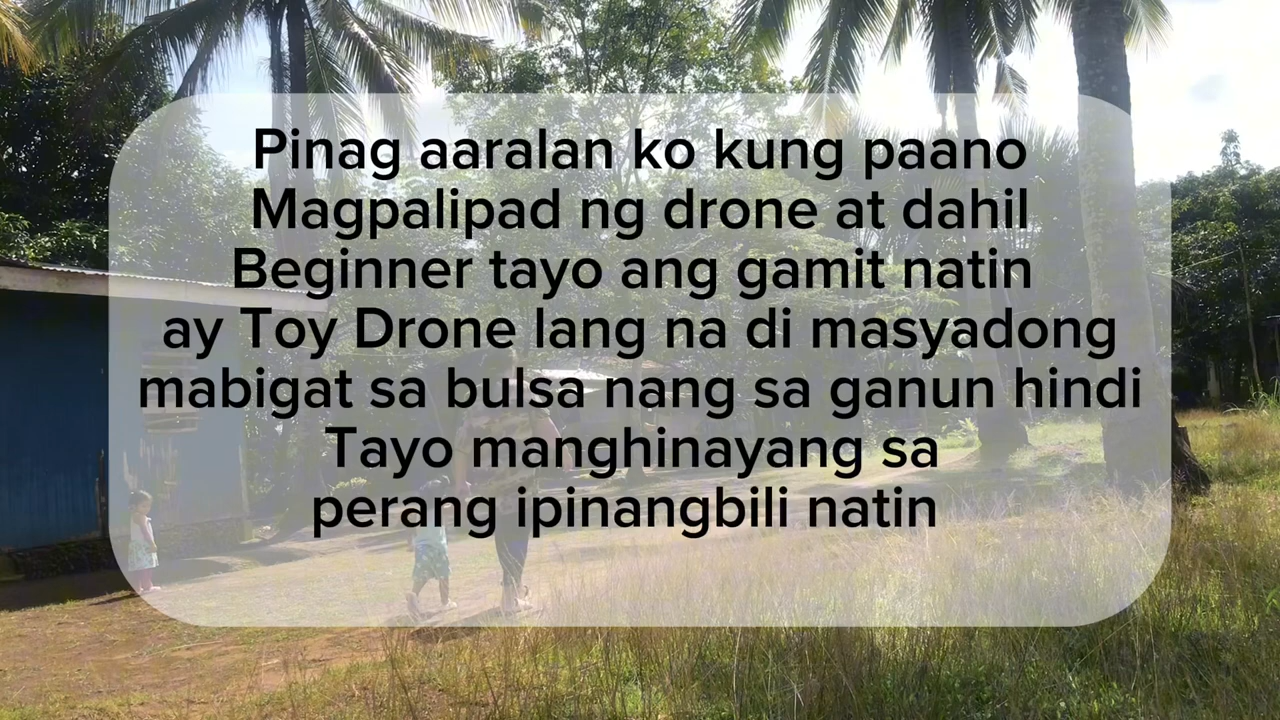 Pinag aaralan ko kung paano
Magpalipad ng drone at dahil
Beginner tayo ang gamit natin
ay Toy Drone lang na di masyadong
mabigat sa bulsa nang sa ganun hindi
Tayo manghinayang sa
perang ipinangbili natin